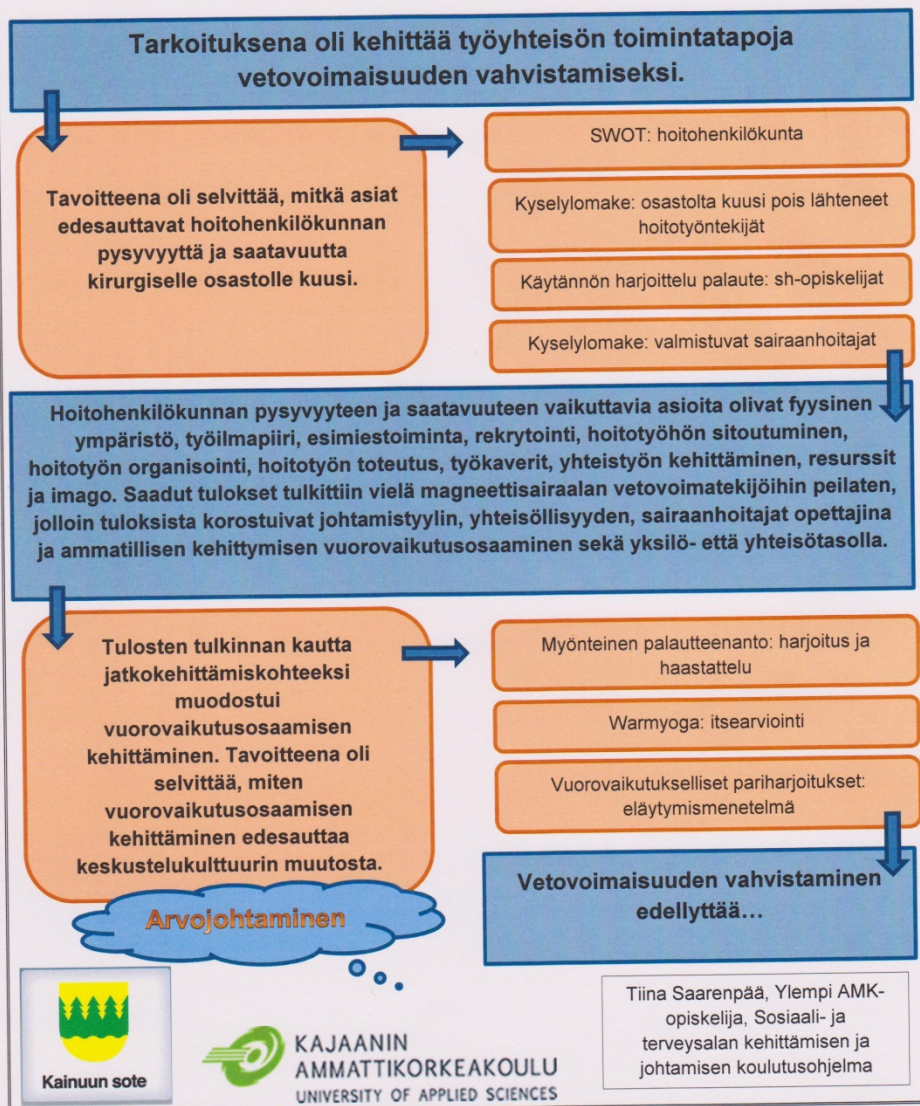 Tarkoituksena oli kehittää työyhteisön toimintatapoja
vetovoimaisuuden vahvistamiseksi.
Tavoitteena oli selvittää, mitkä asiat
edesauttavat hoitohenkilökunnan
pysyvyyttä ja saatavuutta
kirurgiselle osastolle kuusi.
SWOT: hoitohenkilökunta
Kyselylomake: osastolta kuusi pois lähteneet
hoitotyöntekijät
Käytännön harjoittelu palaute: sh-opiskelijat
Kyselylomake: valmistuvat sairaanhoitajat
Hoitohenkilökunnan pysyvyyteen ja saatavuuteen vaikuttavia asioita olivat fyysinen
ympäristö, työilmapiiri, esimiestoiminta, rekrytointi, hoitotyöhön sitoutuminen,
hoitotyön organisointi, hoitotyön toteutus, työkaverit, yhteistyön kehittäminen, resurssit
ja imago. Saadut tulokset tulkittiin vielä magneettisairaalan vetovoimatekijöihin peilaten,
jolloin tuloksista korostuivat johtamistyylin, yhteisöllisyyden, sairaanhoitajat opettajina
ja ammatillisen kehittymisen vuorovaikutusosaaminen sekä yksilö- että yhteisötasolla.
Tulosten tulkinnan kautta
jatkokehittämiskohteeksi
muodostui
vuorovaikutusosaamisen
kehittäminen. Tavoitteena oli
selvittää, miten
vuorovaikutusosaamisen
kehittäminen edesauttaa
keskustelukulttuurin muutosta.
Myönteinen palautteenanto: harjoitus ja
haastattelu
Warmyoga: itsearviointi
Vuorovaikutukselliset pariharjoitukset:
eläytymismenetelmä
Arvojohtaminen
Vetovoimaisuuden vahvistaminen
edellyttää…
Kainuun sote
KAJAANIN
AMMATTIKORKEAKOULU
UNIVERSITY OF APPLIED SCIENCES
Tiina Saarenpää, Ylempi AMK-
opiskelija, Sosiaali- ja
terveysalan kehittämisen ja
johtamisen koulutusohjelma